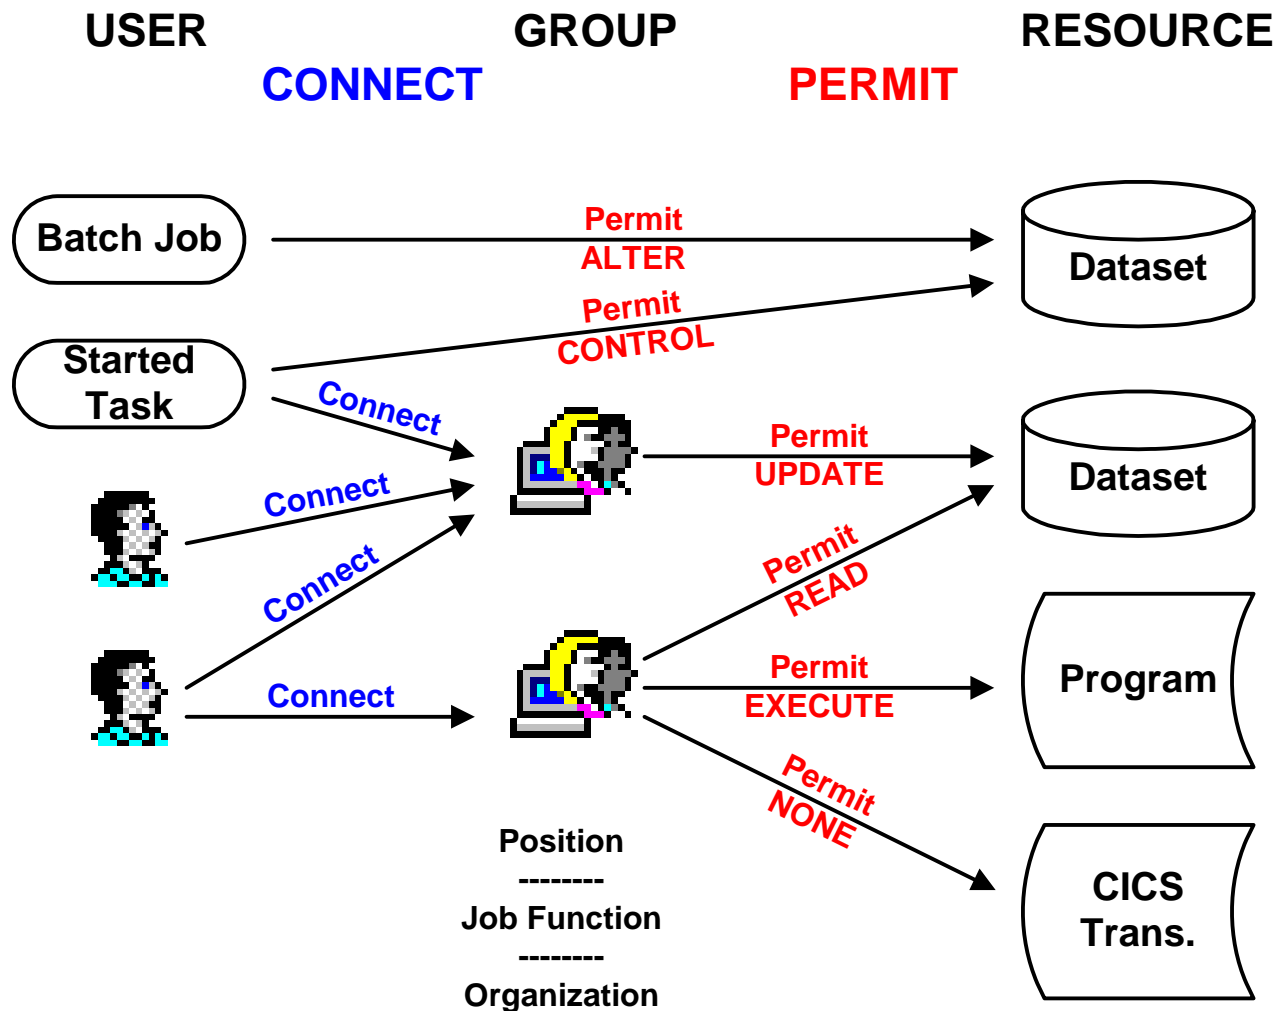 USER
GROUP
RESOURCE
CONNECT
PERMIT
Batch Job
Permit
ALTER
Dataset
Started
Task
Permit
CONTROL
Connect
Permit
UPDATE
Dataset
Connect
Connect
Permit
READ
Connect
Permit
EXECUTE
Program
Permit
NONE
CICS
Trans.
Position
--------
Job Function
--------
Organization